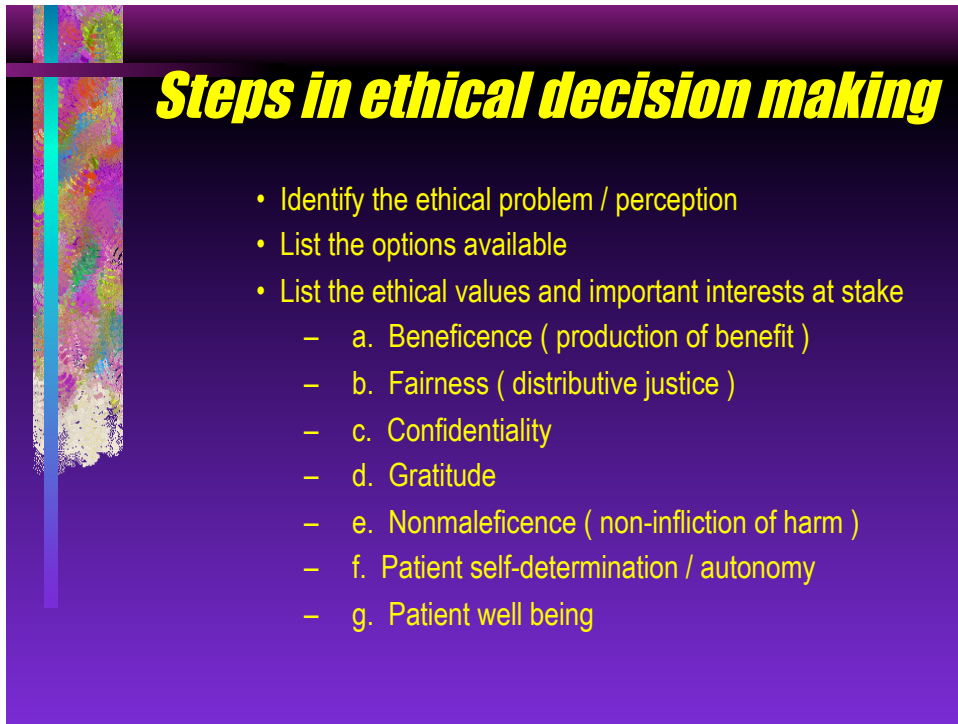 Steps in ethical decision making
• Identify the ethical problem / perception
• List the options available
• List the ethical values and important interests at stake
– a. Beneficence ( production of benefit )
– b. Fairness ( distributive justice )
– c. Confidentiality
– d. Gratitude
– e. Nonmaleficence ( non-infliction of harm )
– f. Patient self-determination / autonomy
– g. Patient well being